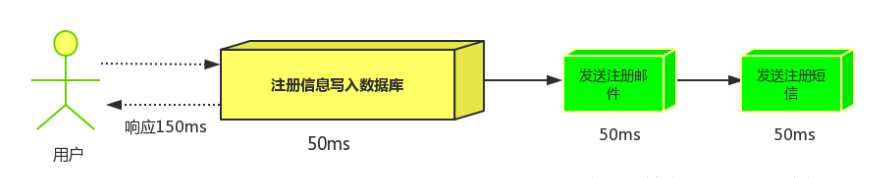 注册信息写入数据库
发送注册邮
件
发送注册短
信
响应150ms
50ms
50ms
50ms
用户